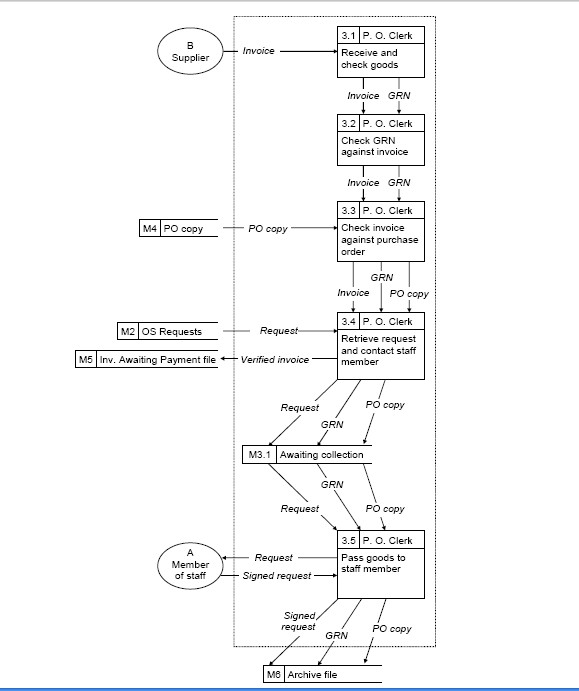 3.1 P. O. Clerk
B
Supplier
Invoice
Receive and
check goods
Invoice GRN
3.2 P. O. Clerk
Check GRN
against invoice
Invoice GRN
3.3 P. O. Clerk
M4 PO copy
PO copy
Check invoice
against purchase
order
GRN
Invoice PO copy
3.4 P. O. Clerk
M2 OS Requests
Request
Retrieve request
and contact staff
member
M5 Inv. Awaiting Payment file
Verified invoice
Request
PO copy
GRN
M3.1 Awaiting collection
GRN
Request
PO copy
3.5 P. O. Clerk
A
Member
of staff
Request
Signed request
Pass goods to
staff member
Signed
request
GRN
PO copy
M6 Archive file